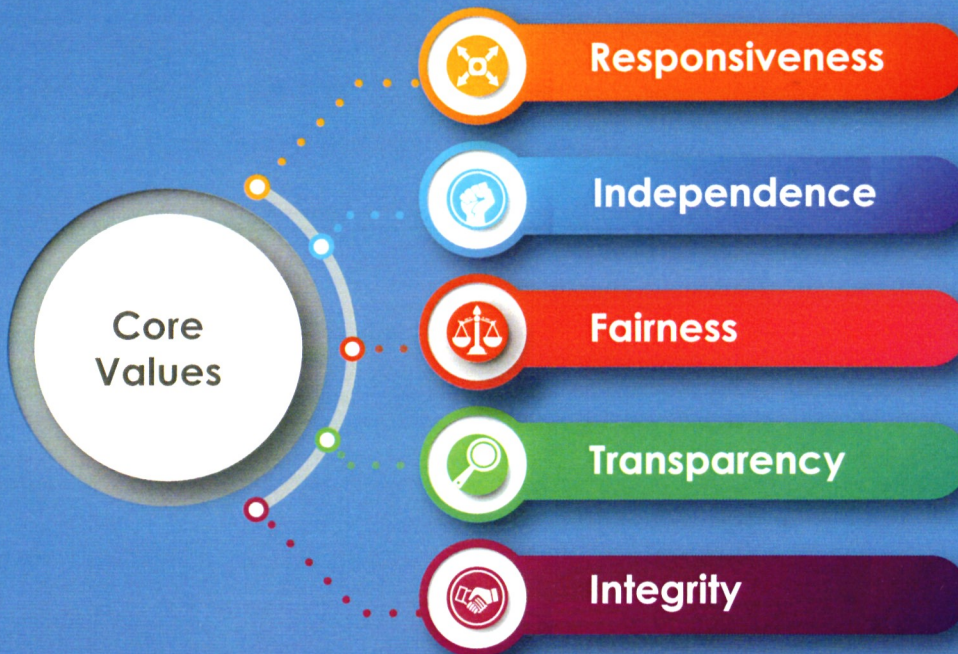 Core
Values
Responsiveness
Independence
Fairness
Transparency
Integrity